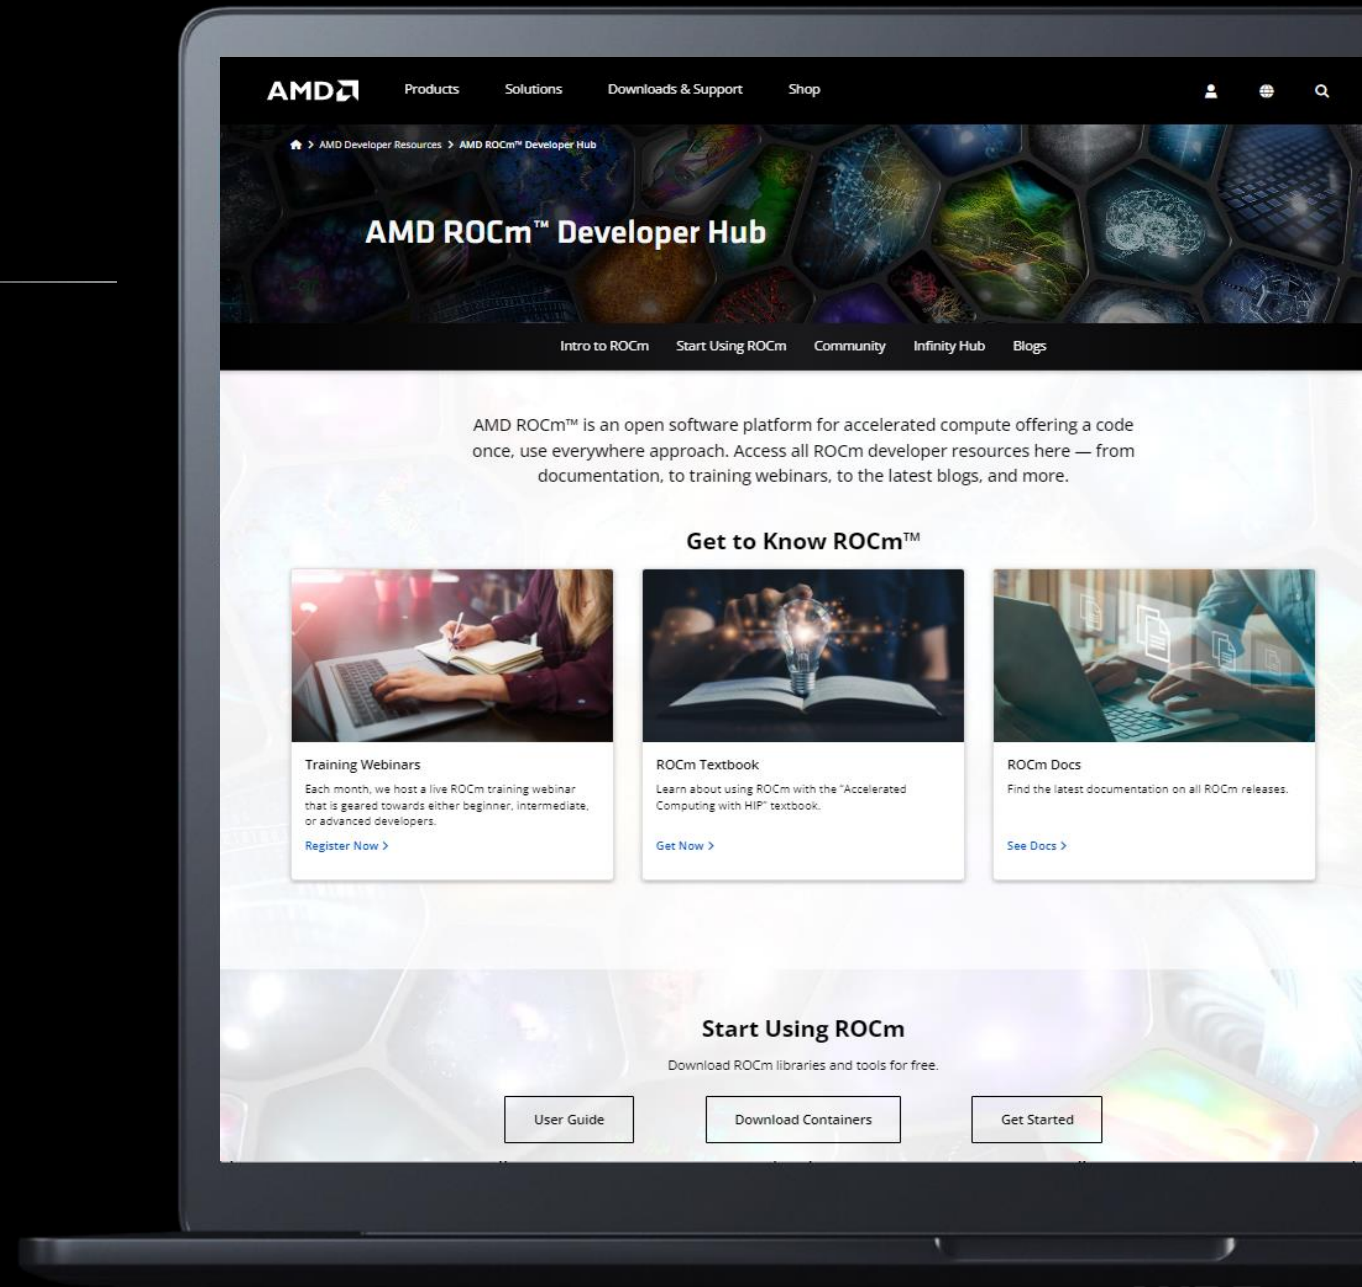 AMD
Products Solutions Downloads & Support Shop
> AMD Developer Resources > AMD ROCm™ Developer Hub
AMD ROCm™ Developer Hub
Intro to ROCm Start Using ROCm Community Infinity Hub Blogs
AMD ROCm™ is an open software platform for accelerated compute offering a code
once, use everywhere approach. Access all ROCm developer resources here — from
documentation, to training webinars, to the latest blogs, and more.
Get to Know ROCm™
Training Webinars
Each month, we host a live ROCm training webinar
that is geared towards either beginner, intermediate,
or advanced developers.
Register Now >
ROCm Textbook
Learn about using ROCm with the "Accelerated
Computing with HIP" textbook.
Get Now >
ROCm Docs
Find the latest documentation on all ROCm releases.
See Docs >
Start Using ROCm
Download ROCm libraries and tools for free.
User Guide
Download Containers
Get Started